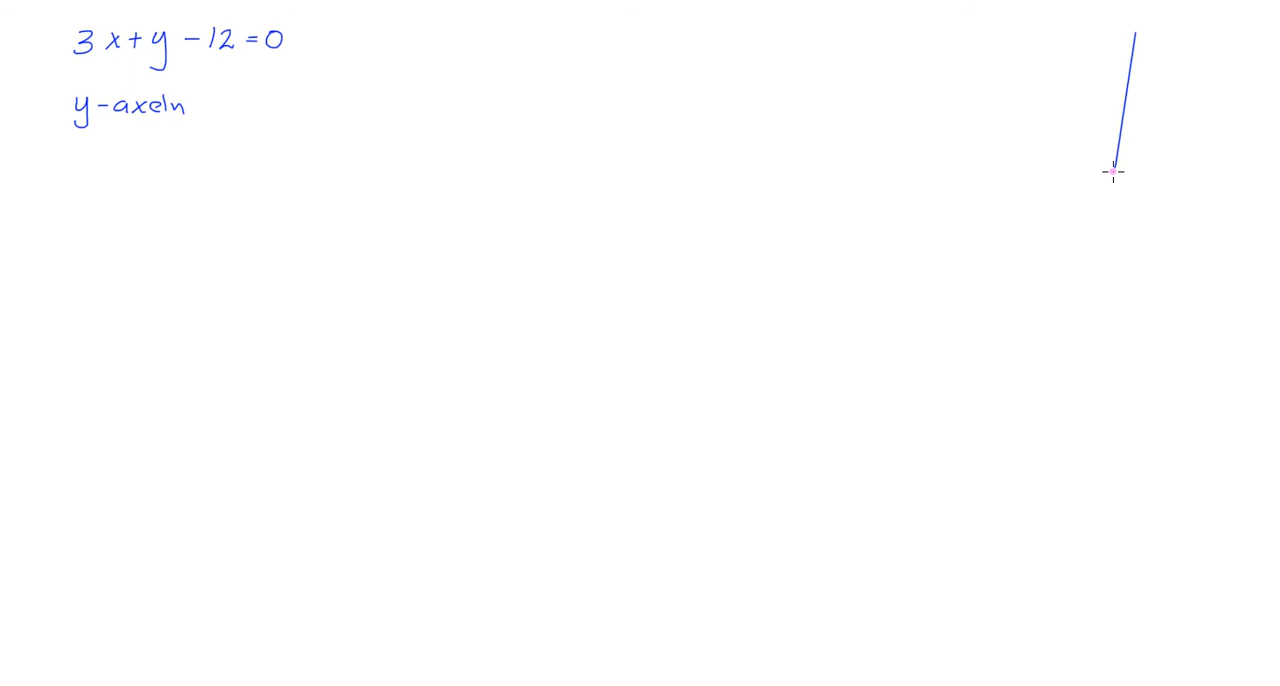 3x + y - 12 = 0
y-axeln